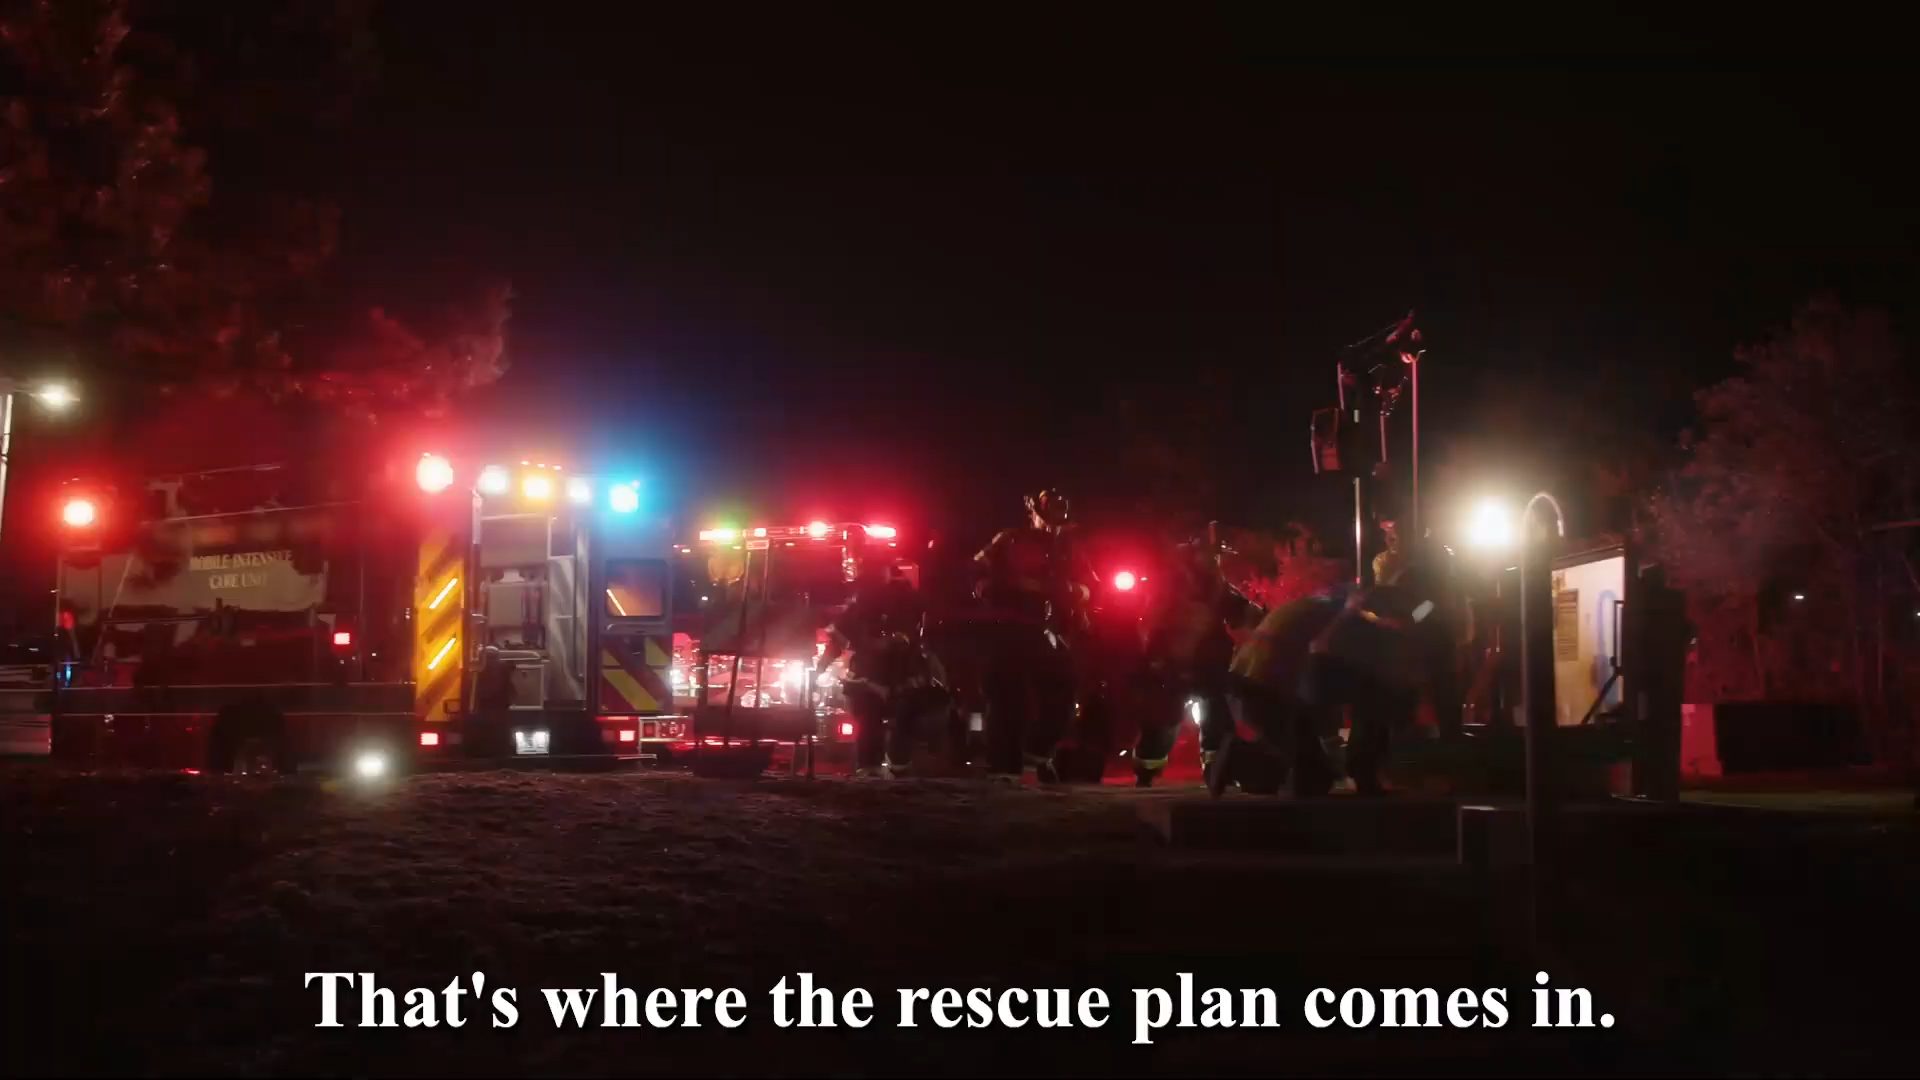 MOBILE INTENSIVE
CARE UNIT
That's where the rescue plan comes in.